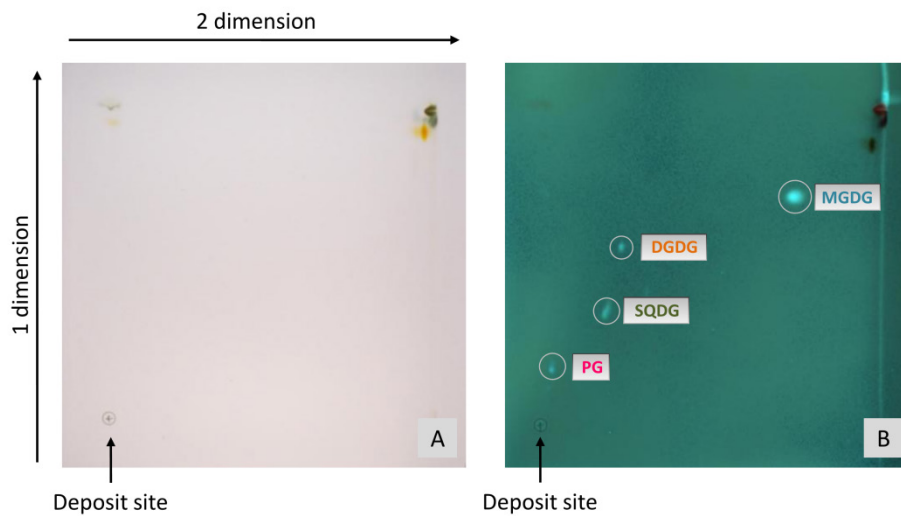 2 dimension
1 dimension
MGDG
DGDG
SQDG
PG
A
B
Deposit site
Deposit site